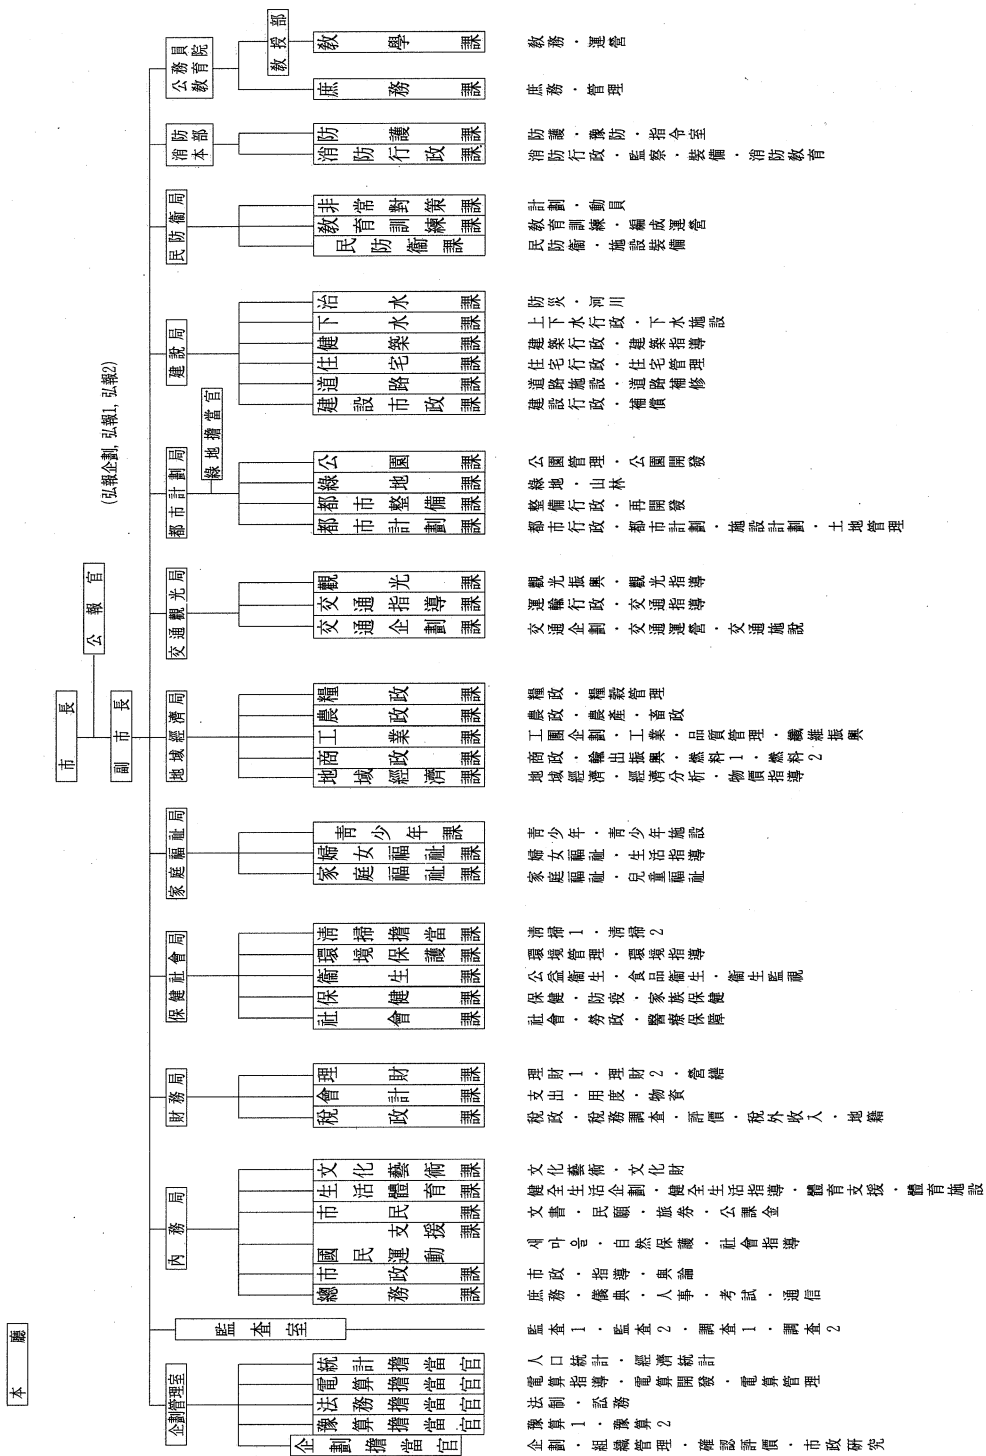 本廳
市長
公報官
(弘報企劃, 弘報1, 弘報2)
副市長
企劃管理室
監査室
內務局
財務局
保健社會局
家庭福祉局
地域經濟局
交通觀光局
都市計劃局
綠地擔當官
建設局
民防衞局
消防本部
公務員敎育院
敎授部
企劃擔當官
豫算擔當官
法務擔當官
電算擔當官
統計擔當官
總務課
市政課
國民運動支援課
市民課
生活體育課
文化藝術課
稅政課
會計課
理財課
社會課
保健課
衞生課
環境保護課
淸掃擔當課
家庭福祉課
婦女福祉課
靑少年課
地域經濟課
商政課
工業課
農政課
糧政課
交通企劃課
交通指導課
觀光課
都市計劃課
都市整備課
綠地課
公園課
建設市政課
道路課
住宅課
健築課
下水課
治水課
民防衞課
敎育訓練課
非常對策課
消防行政課
防護課
庶務課
敎學課
企劃・組織管理・確認評價・市政硏究
豫算1・豫算2
法制・訟務
電算指導・電算開發・電算管理
人口統計・經濟統計
監査1・監査2・調査1・調査2
庶務・儀典・人事・考試・通信
市政・指導・輿論
새마을・自然保護・社會指導
文書・民願・旅券・公課金
健全生活企劃・健全生活指導・體育支援・體育施設
文化藝術・文化財
稅政・稅務調査・評價・稅外收入・地籍
支出・用度・物資
理財1・理財2・營繕
社會・勞政・醫療保障
保健・防疫・家族保健
公益衞生・食品衞生・衞生監視
環境管理・環境指導
淸掃1・淸掃2
家庭福祉・兒童福祉
婦女福祉・生活指導
靑少年・靑少年施設
地域經濟・經濟分析・物價指導
商政・輸出振興・燃料1・燃料2
工團企劃・工業・品質管理・纖維振興
農政・農產・畜政
糧政・糧穀管理
交通企劃・交通運營・交通施說
運輸行政・交通指導
觀光振興・觀光指導
都市行政・都市計劃・施設計劃・土地管理
整備行政・再開發
綠地・山林
公園管理・公園開發
建設行政・補償
道路施設・道路補修
住宅行政・住宅管理
建築行政・建築指導
上下水行政・下水施設
防災・河川
民防衞・施設裝備
敎育訓練・編成運營
計劃・動員
消防行政・監察・裝備・消防敎育
防護・豫防・指令室
庶務・管理
敎務・運營